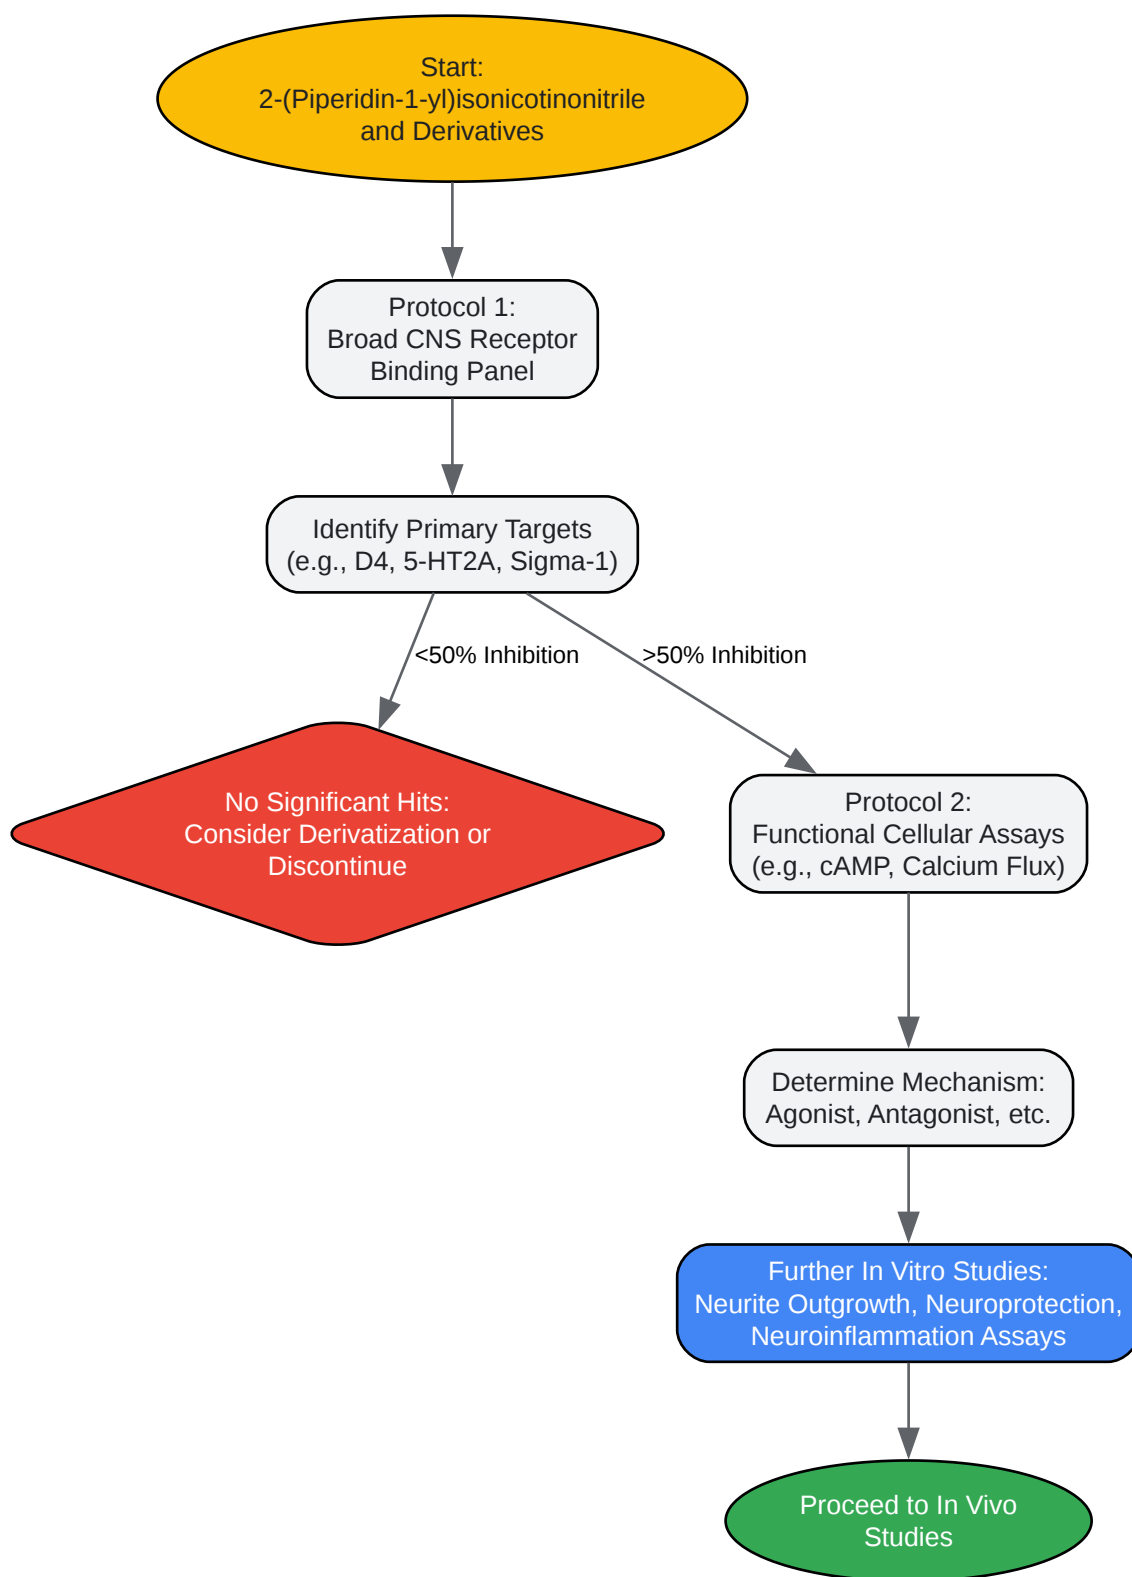 Start:
2-(Piperidin-1-yl)isonicotinonitrile
and Derivatives
Protocol 1:
Broad CNS Receptor
Binding Panel
Identify Primary Targets
(e.g., D4, 5-HT2A, Sigma-1)
<50% Inhibition
>50% Inhibition
No Significant Hits:
Consider Derivatization or
Discontinue
Protocol 2:
Functional Cellular Assays
(e.g., cAMP, Calcium Flux)
Determine Mechanism:
Agonist, Antagonist, etc.
Further In Vitro Studies:
Neurite Outgrowth, Neuroprotection,
Neuroinflammation Assays
Proceed to In Vivo
Studies